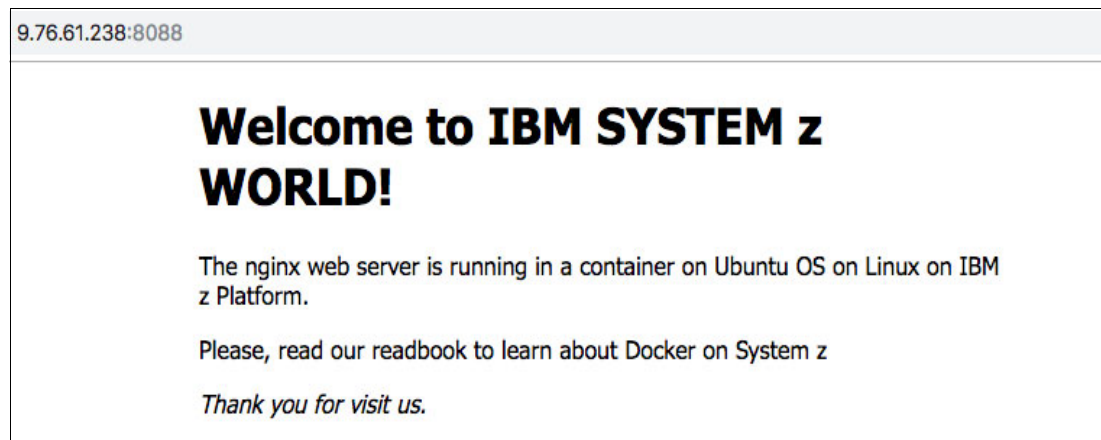 9.76.61.238:8088
Welcome to IBM SYSTEM z
WORLD!
The nginx web server is running in a container on Ubuntu OS on Linux on IBM
z Platform.
Please, read our readbook to learn about Docker on System z
Thank you for visit us.